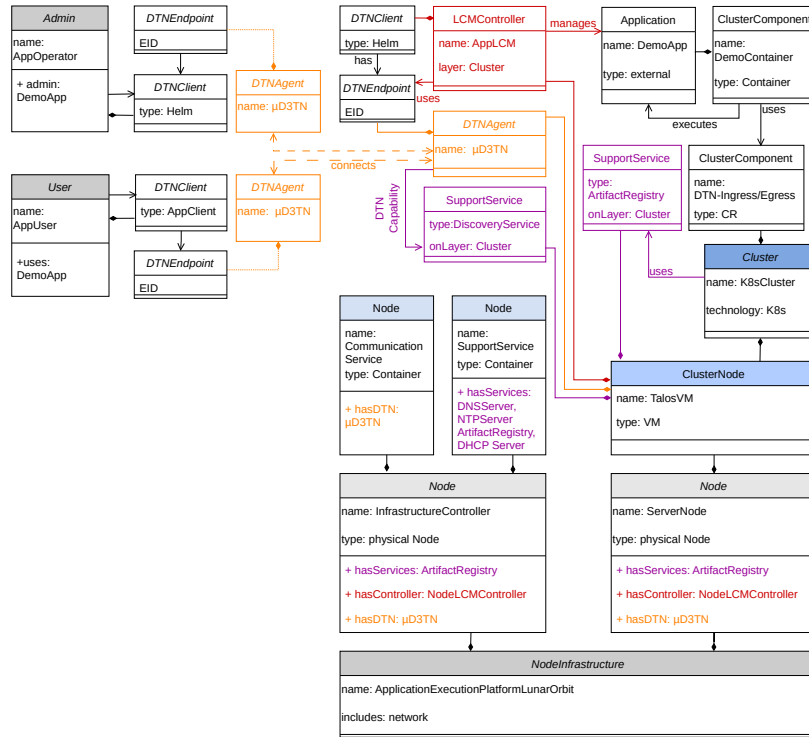 Admin
name:
AppOperator
+ admin:
DemoApp
DTNEndpoint
EID
DTNClient
type: Helm
DTNAgent
name: µD3TN
User
name:
AppUser
+uses:
DemoApp
DTNClient
type: AppClient
DTNEndpoint
EID
DTNAgent
name: µD3TN
connects
DTNClient
type: Helm
has
DTNEndpoint
EID
uses
LCMController
name: AppLCM
layer: Cluster
manages
DTNAgent
name: µD3TN
DTN
Capability
SupportService
type:DiscoveryService
onLayer: Cluster
Application
name: DemoApp
type: external
executes
ClusterComponent
name:
DemoContainer
type: Container
uses
SupportService
type:
ArtifactRegistry
onLayer: Cluster
ClusterComponent
name:
DTN-Ingress/Egress
type: CR
uses
Cluster
name: K8sCluster
technology: K8s
Node
name:
Communication
Service
type: Container
+ hasDTN:
µD3TN
Node
name:
SupportService
type: Container
+ hasServices:
DNSServer,
NTPServer
ArtifactRegistry,
DHCP Server
ClusterNode
name: TalosVM
type: VM
Node
name: InfrastructureController
type: physical Node
+ hasServices: ArtifactRegistry
+ hasController: NodeLCMController
+ hasDTN: µD3TN
Node
name: ServerNode
type: physical Node
+ hasServices: ArtifactRegistry
+ hasController: NodeLCMController
+ hasDTN: µD3TN
NodeInfrastructure
name: ApplicationExecutionPlatformLunarOrbit
includes: network